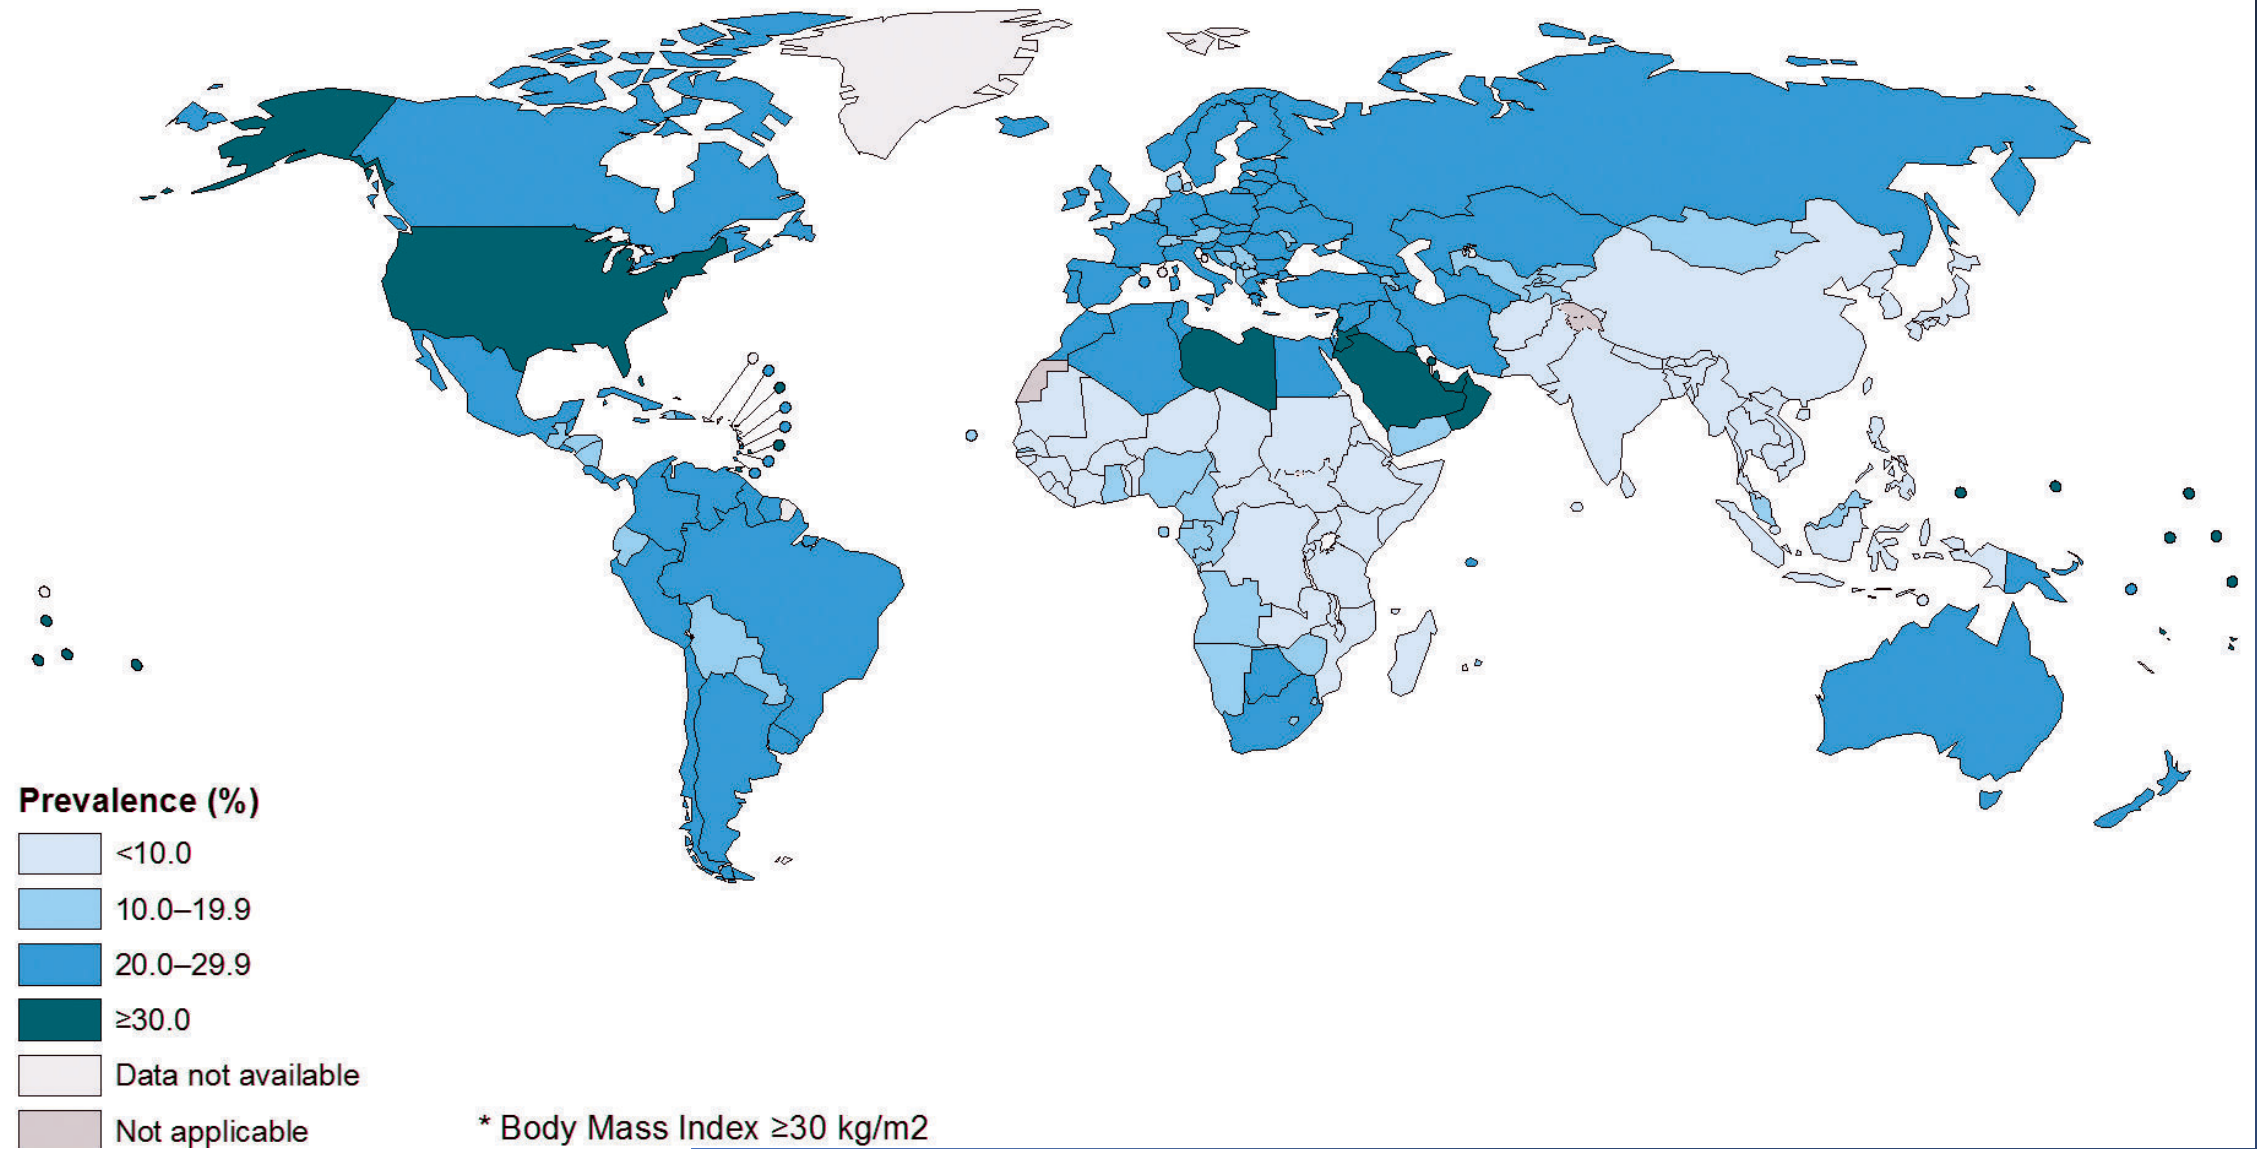 Prevalence (%)
<10.0
10.0–19.9
20.0–29.9
≥30.0
Data not available
Not applicable
* Body Mass Index ≥30 kg/m2